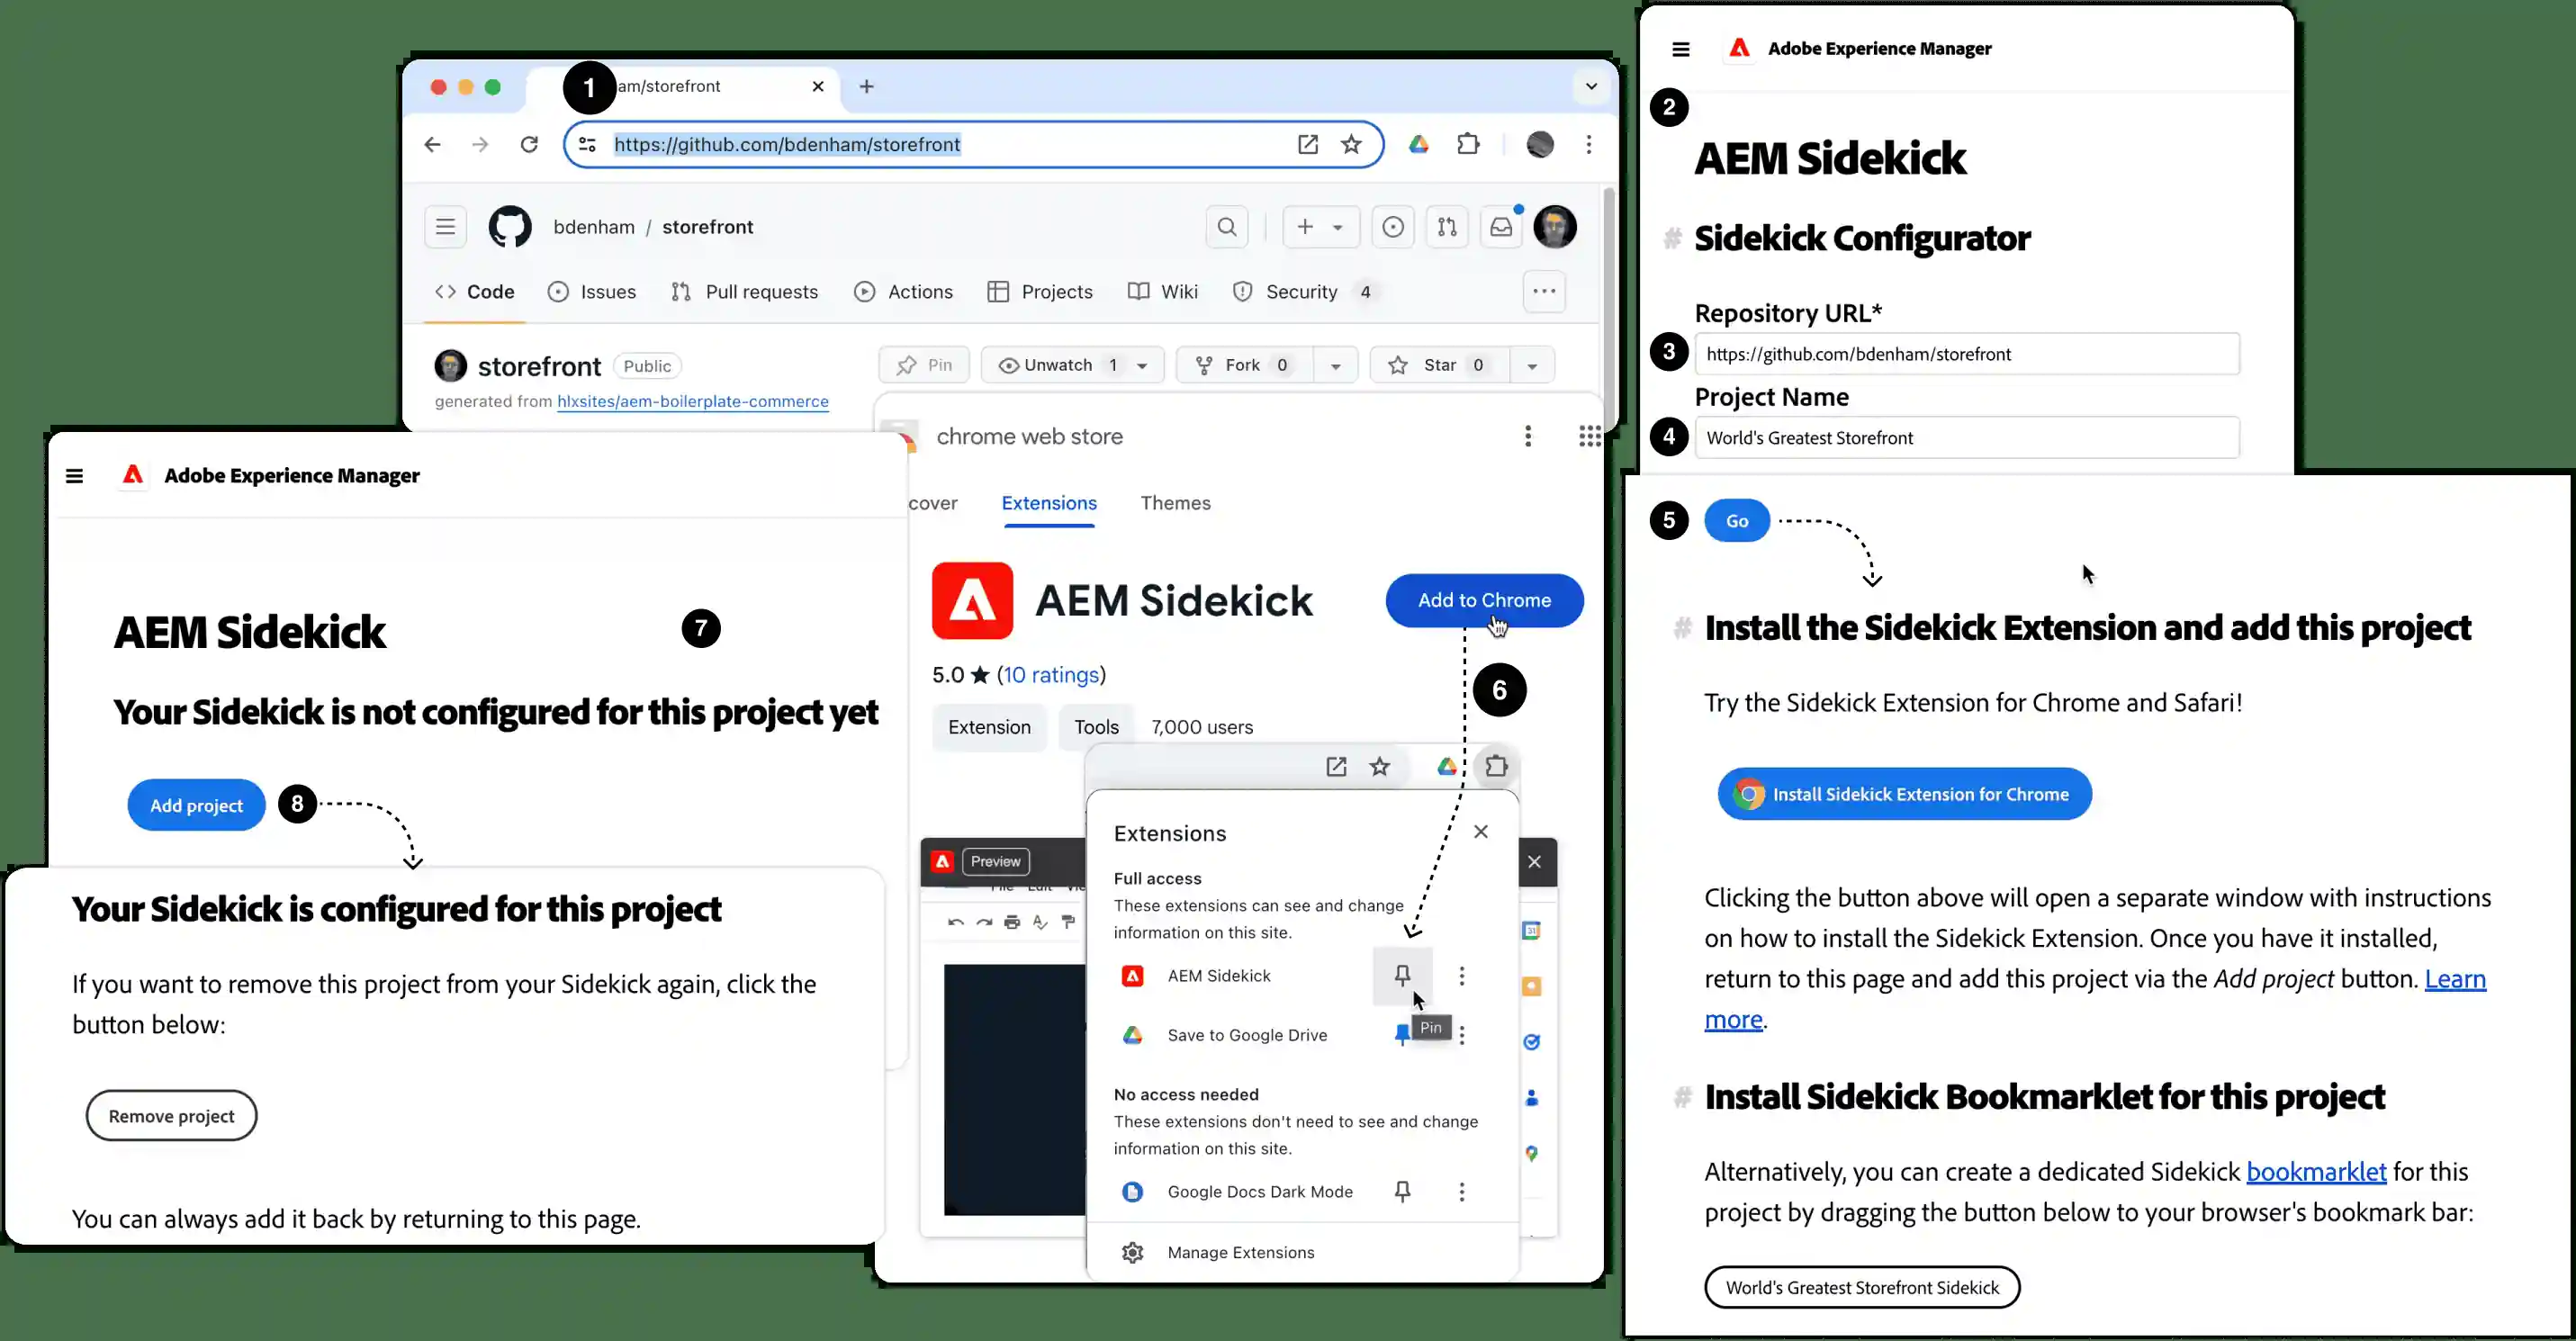 1
am/storefront
https://github.com/bdenham/storefront
bdenham / storefront
Code
Issues
Pull requests
Actions
Projects
Wiki
Security 4
storefront Public
Pin
Unwatch 1
Fork 0
Star 0
generated from hlxsites/aem-boilerplate-commerce
Adobe Experience Manager
2
AEM Sidekick
# Sidekick Configurator
Repository URL*
3
https://github.com/bdenham/storefront
Project Name
4
World's Greatest Storefront
5
Go
# Install the Sidekick Extension and add this project
Try the Sidekick Extension for Chrome and Safari!
Install Sidekick Extension for Chrome
Clicking the button above will open a separate window with instructions
on how to install the Sidekick Extension. Once you have it installed,
return to this page and add this project via the Add project button. Learn
more.
# Install Sidekick Bookmarklet for this project
Alternatively, you can create a dedicated Sidekick bookmarklet for this
project by dragging the button below to your browser's bookmark bar:
World's Greatest Storefront Sidekick
chrome web store
cover
Extensions
Themes
AEM Sidekick
Add to Chrome
5.0 ★ (10 ratings)
6
Extension
Tools
7,000 users
Preview
File Edit
Extensions
Full access
These extensions can see and change
information on this site.
AEM Sidekick
Pin
Save to Google Drive
No access needed
These extensions don't need to see and change
information on this site.
Google Docs Dark Mode
Manage Extensions
31
Adobe Experience Manager
AEM Sidekick
7
Your Sidekick is not configured for this project yet
Add project
8
Your Sidekick is configured for this project
If you want to remove this project from your Sidekick again, click the
button below:
Remove project
You can always add it back by returning to this page.